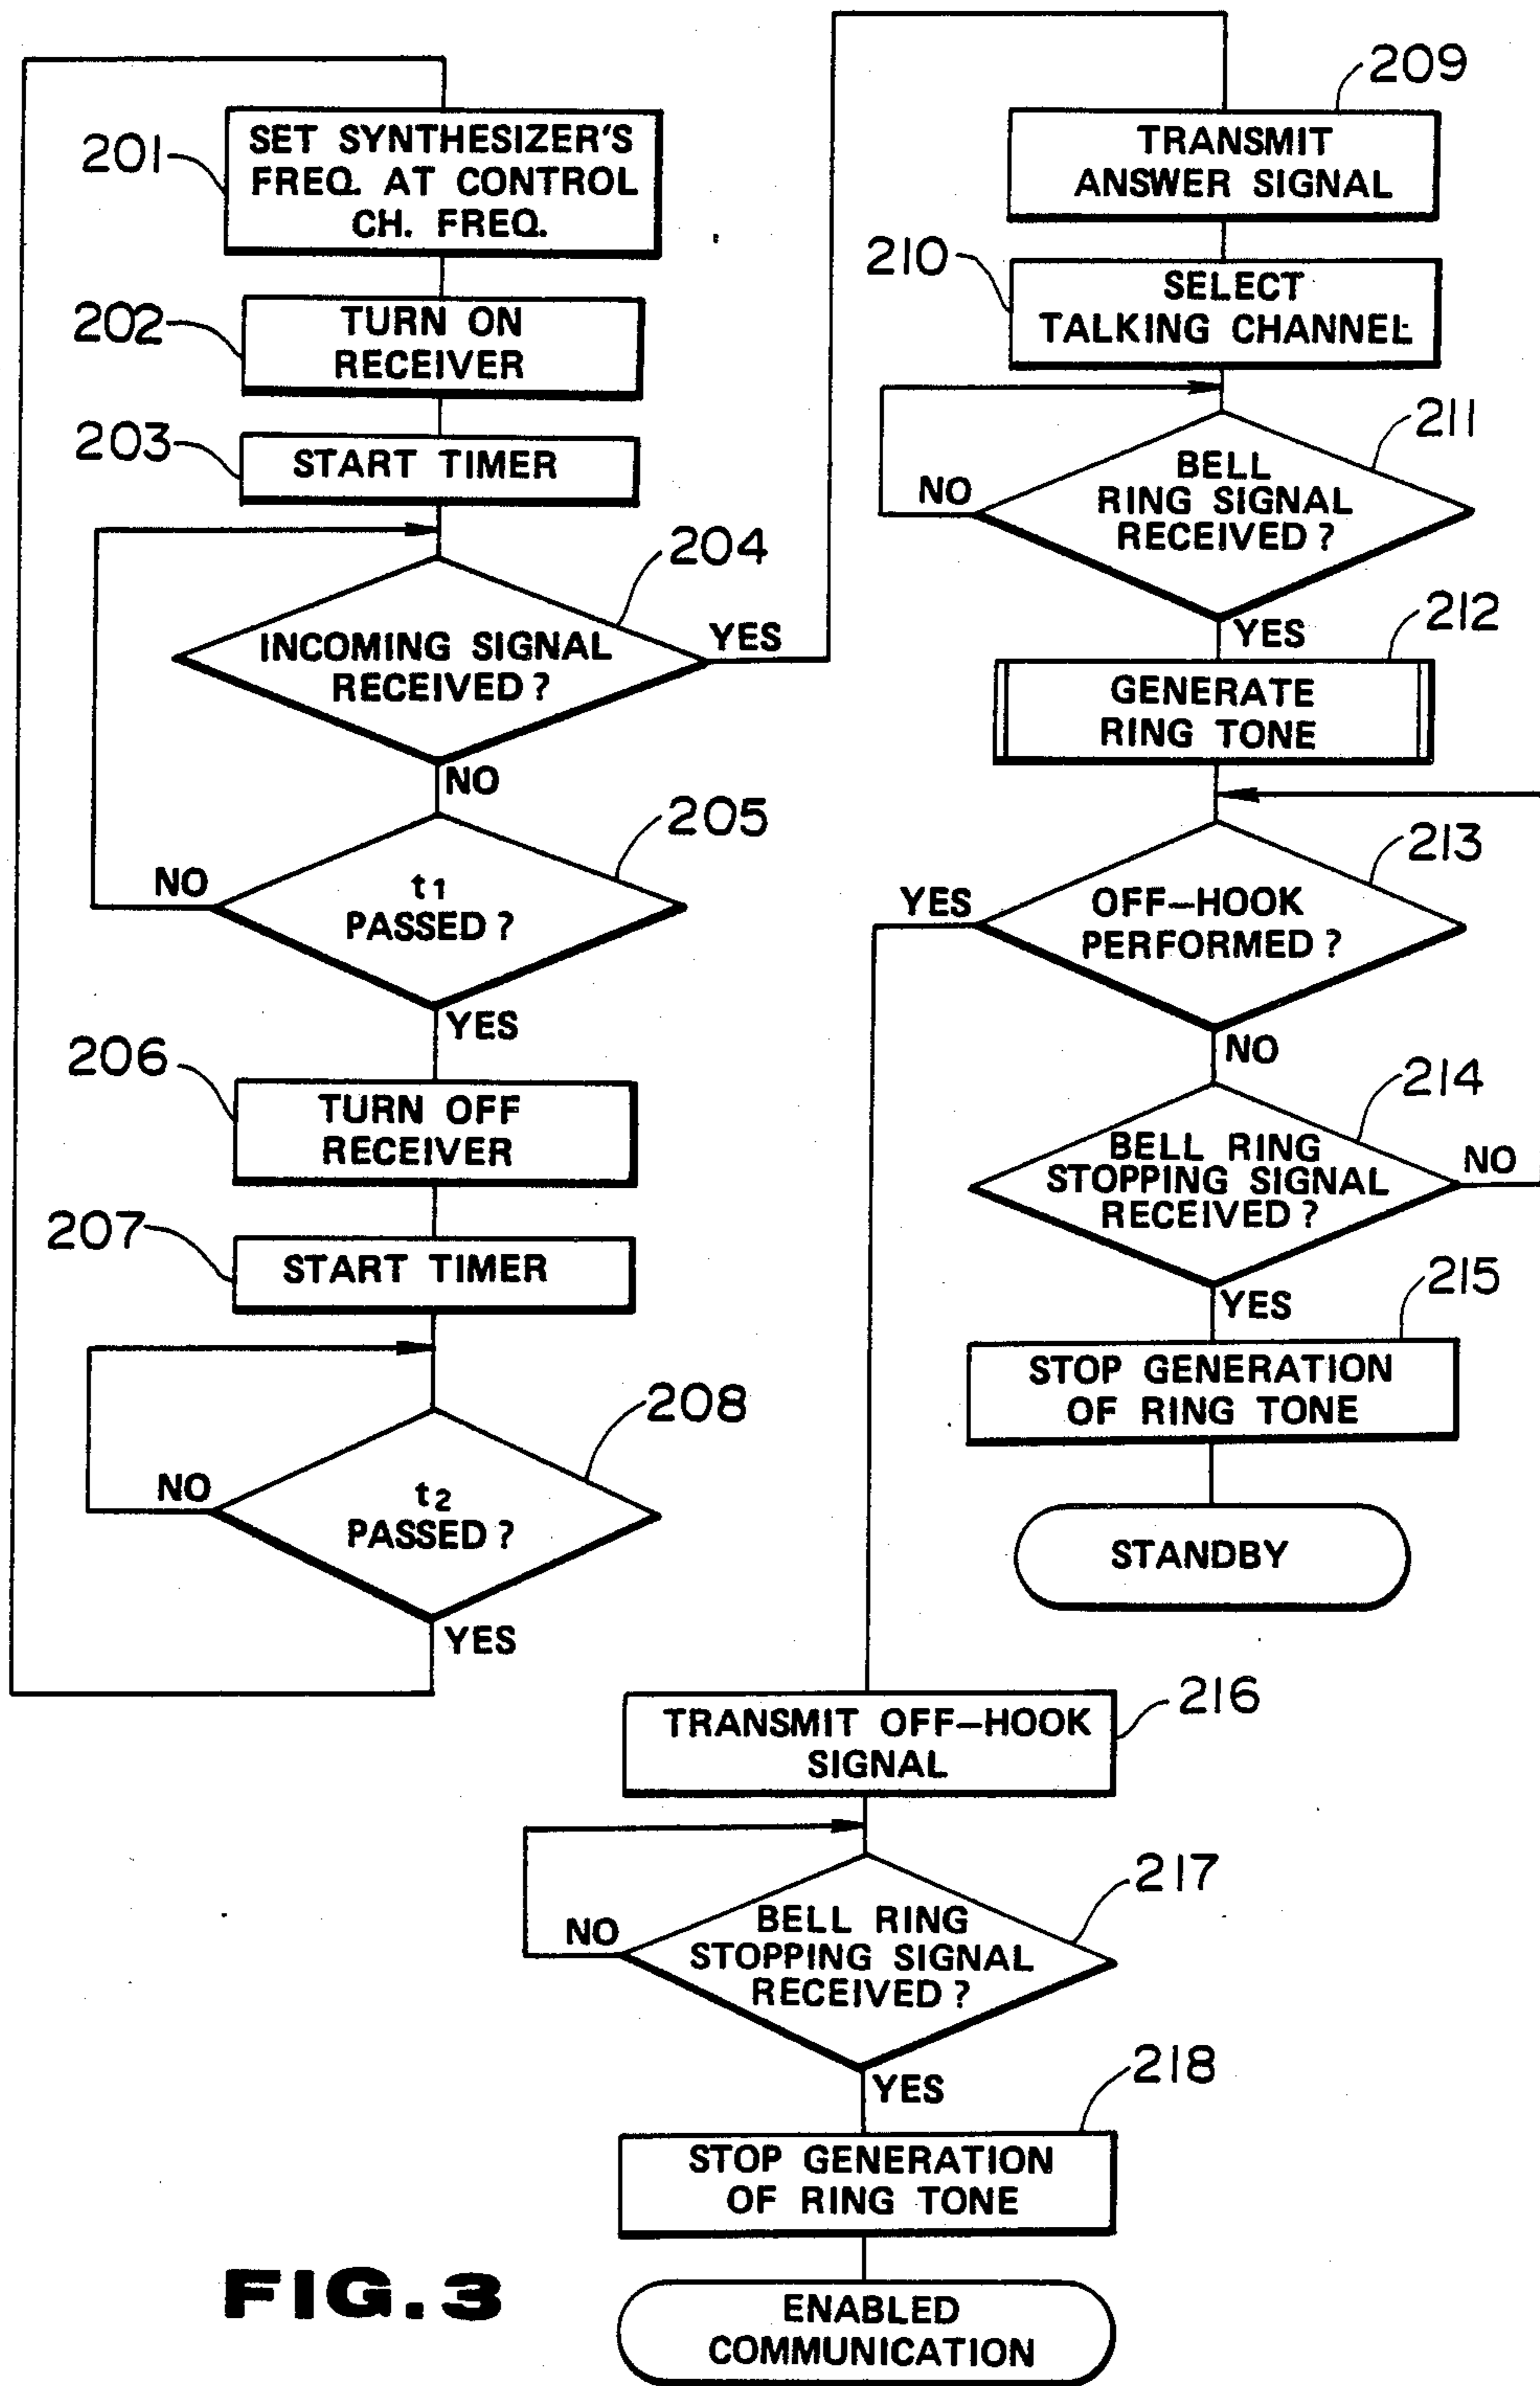 201
SET SYNTHESIZER'S
FREQ. AT CONTROL
CH. FREQ.
202
TURN ON
RECEIVER
203
START TIMER
204
INCOMING SIGNAL
RECEIVED?
YES
NO
205
t1
PASSED?
NO
YES
206
TURN OFF
RECEIVER
207
START TIMER
208
t2
PASSED?
NO
YES
209
TRANSMIT
ANSWER SIGNAL
210
SELECT
TALKING CHANNEL
211
BELL
RING SIGNAL
RECEIVED?
NO
YES
212
GENERATE
RING TONE
213
OFF-HOOK
PERFORMED?
YES
NO
214
BELL RING
STOPPING SIGNAL
RECEIVED?
NO
YES
215
STOP GENERATION
OF RING TONE
STANDBY
216
TRANSMIT OFF-HOOK
SIGNAL
217
BELL RING
STOPPING SIGNAL
RECEIVED?
NO
YES
218
STOP GENERATION
OF RING TONE
ENABLED
COMMUNICATION
FIG.3